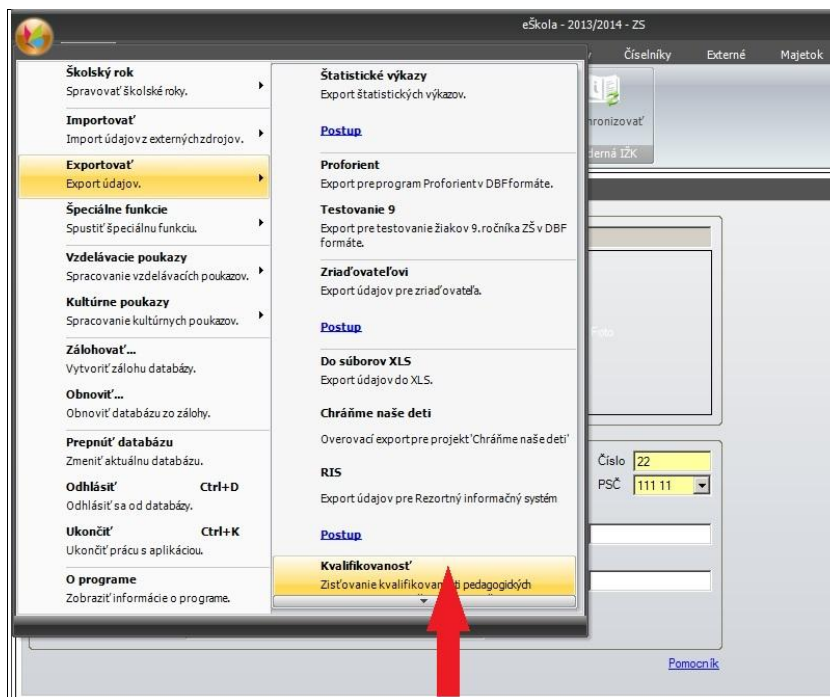 eŠkola - 2013/2014 - ZS
Číselníky Externé Majetok
hronizovať
derná IŽK
Školský rok
Spravovať školské roky.
Importovať
Import údajov z externých zdrojov.
Exportovať
Export údajov.
Špeciálne funkcie
Spustiť špeciálnu funkciu.
Vzdelávacie poukazy
Spracovanie vzdelávacích poukazov.
Kultúrne poukazy
Spracovanie kultúrnych poukazov.
Zálohovať...
Vytvoriť zálohu databázy.
Obnoviť...
Obnoviť databázu zo zálohy.
Prepnúť databázu
Zmeniť aktuálnu databázu.
Odhlásiť Ctrl+D
Odhlásiť sa od databázy.
Ukončiť Ctrl+K
Ukončiť prácu s aplikáciou.
O programe
Zobraziť informácie o programe.
Štatistické výkazy
Export štatistických výkazov.
Postup
Proforient
Export pre program Proforient v DBF formáte.
Testovanie 9
Export pre testovanie žiakov 9. ročníka ZŠ v DBF
formáte.
Zriaďovateľovi
Export údajov pre zriaďovateľa.
Postup
Do súborov XLS
Export údajov do XLS.
Chráňme naše deti
Overovací export pre projekt 'Chráňme naše deti'
RIS
Export údajov pre Rezortný informačný systém
Postup
Kvalifikovanosť
Zisťovanie pedagogických
Foto
Číslo 22
PSČ 111 11
Pomocník